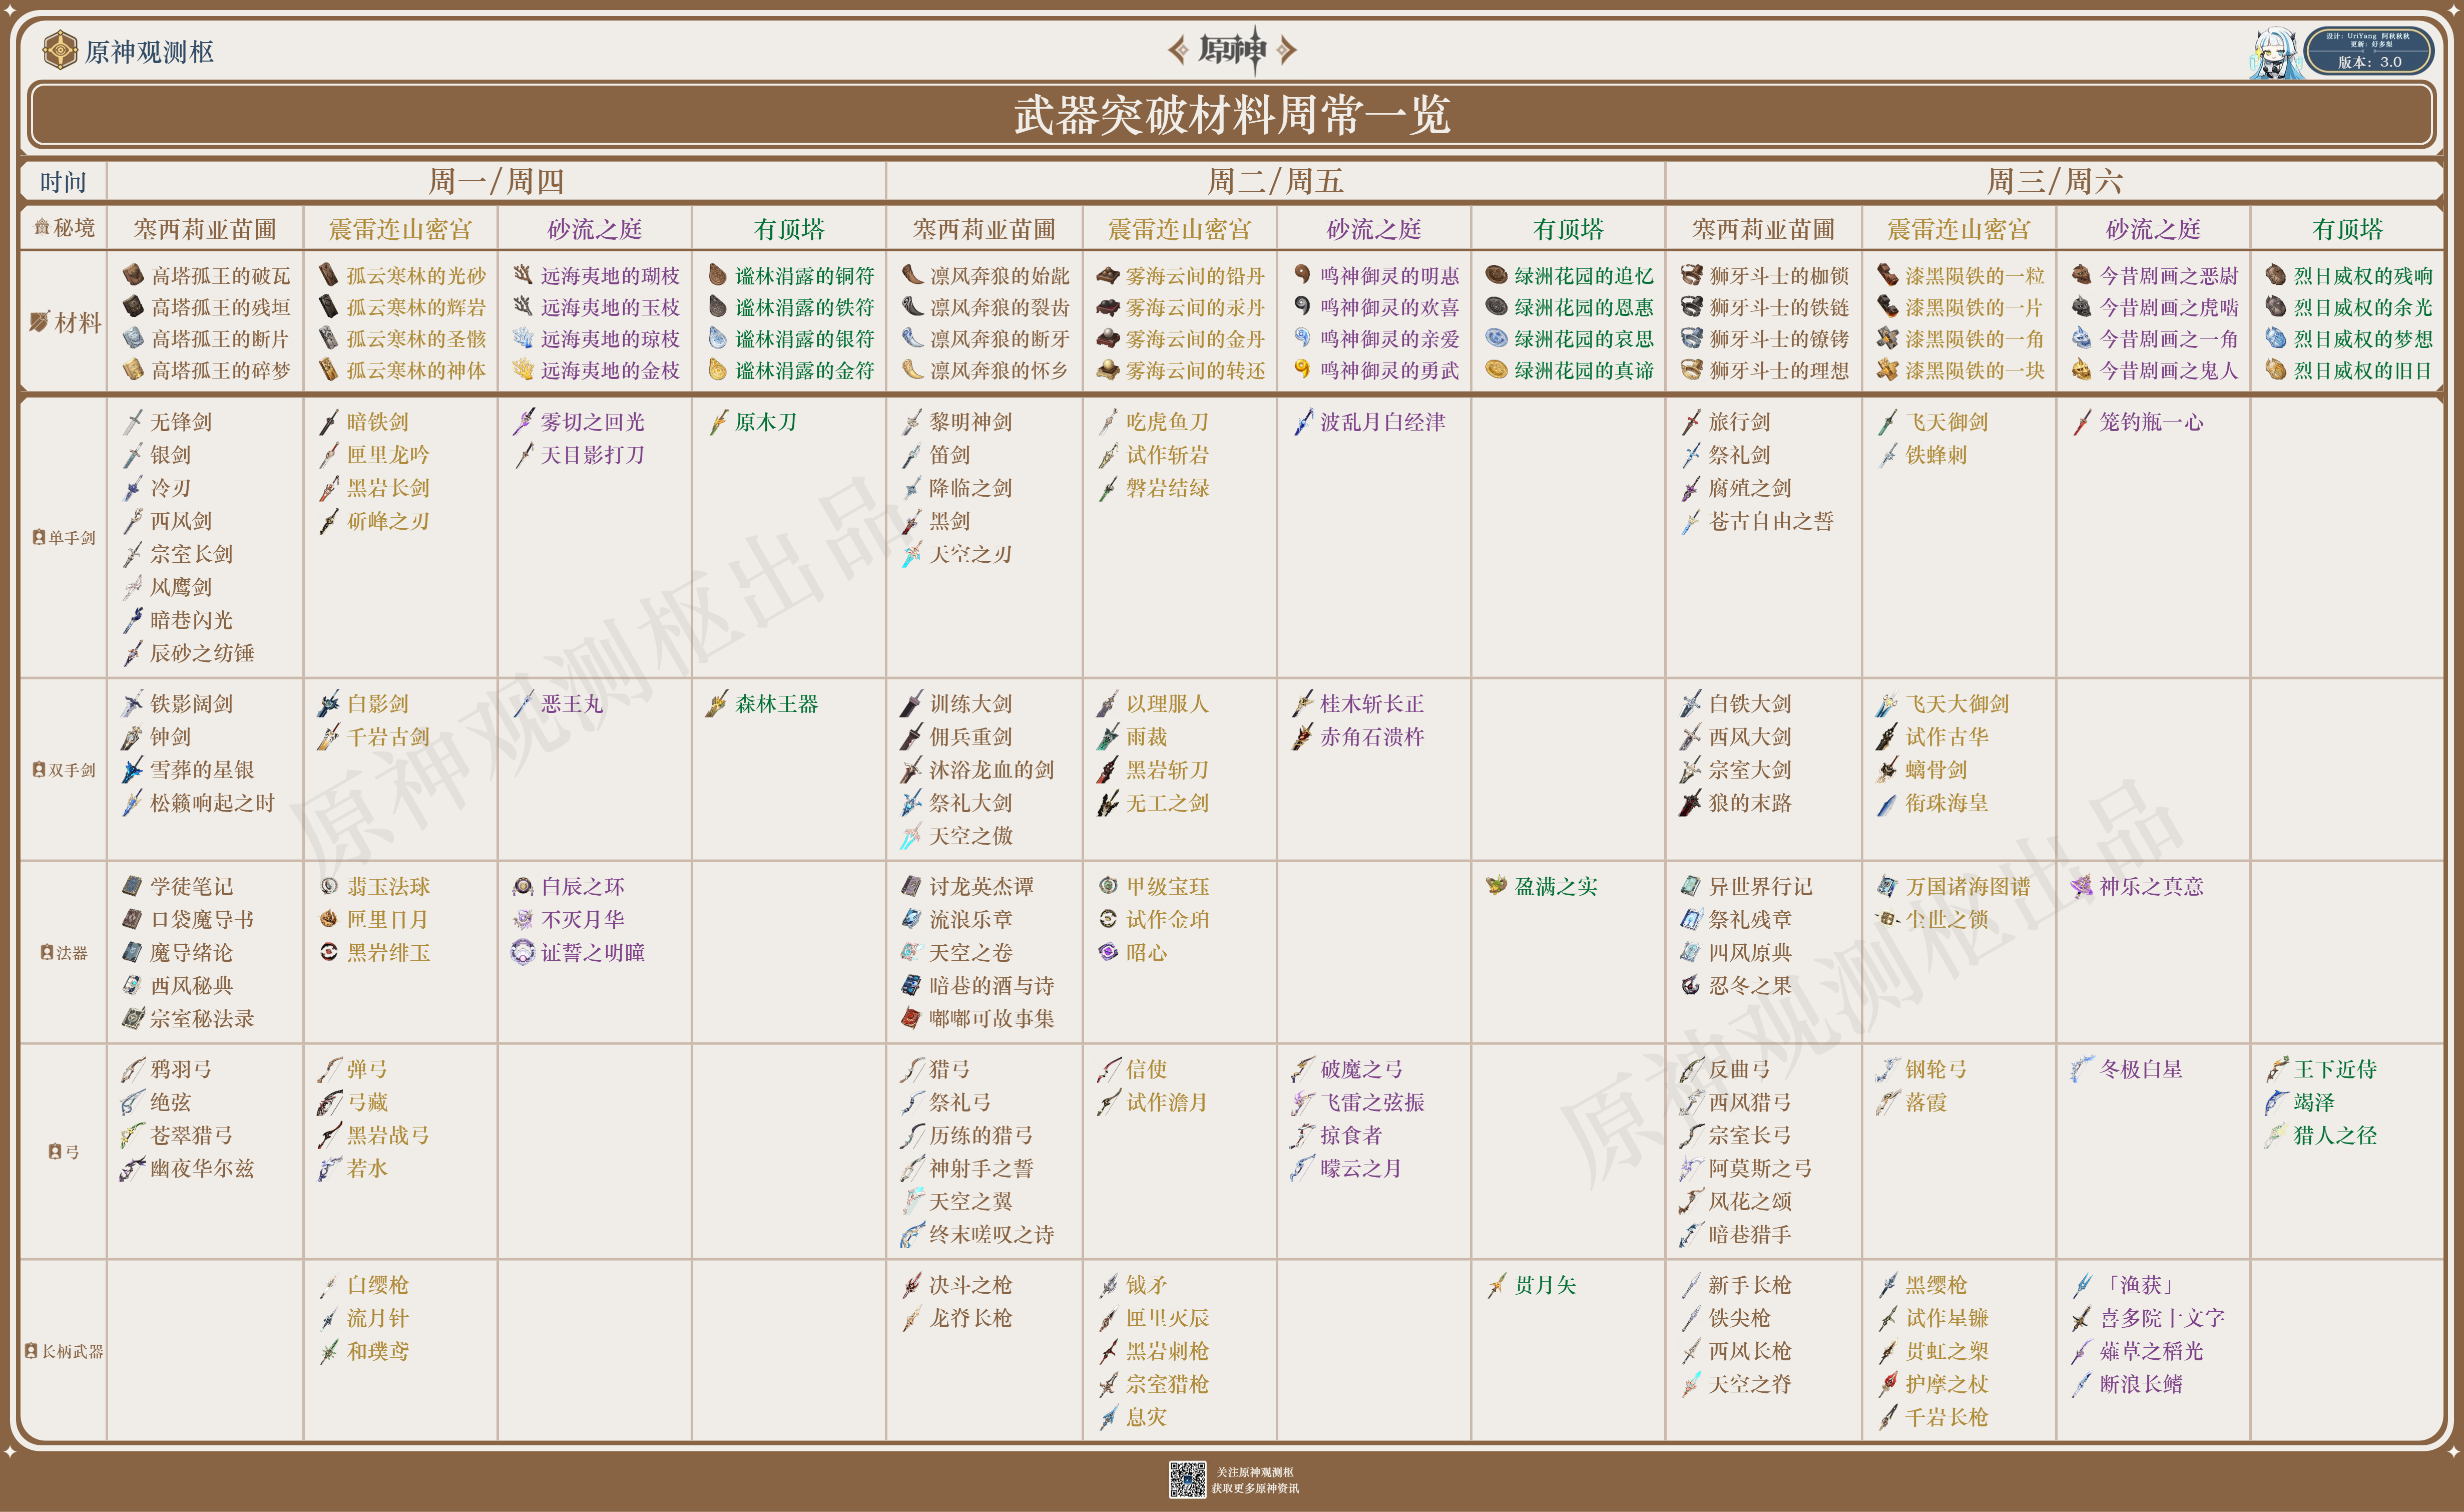 原神观测枢
原神
设计：UriYang 阿秋秋秋
更新：好多梨
版本：3.0
武器突破材料周常一览
时间 周一/周四 周二/周五 周三/周六
秘境 塞西莉亚苗圃 震雷连山密宫 砂流之庭 有顶塔 塞西莉亚苗圃 震雷连山密宫 砂流之庭 有顶塔 塞西莉亚苗圃 震雷连山密宫 砂流之庭 有顶塔
材料
高塔孤王的破瓦 孤云寒林的光砂 远海夷地的瑚枝 谧林涓露的铜符 凛风奔狼的始龀 雾海云间的铅丹 鸣神御灵的明惠 绿洲花园的追忆 狮牙斗士的枷锁 漆黑陨铁的一粒 今昔剧画之恶尉 烈日威权的残响
高塔孤王的残垣 孤云寒林的辉岩 远海夷地的玉枝 谧林涓露的铁符 凛风奔狼的裂齿 雾海云间的汞丹 鸣神御灵的欢喜 绿洲花园的恩惠 狮牙斗士的铁链 漆黑陨铁的一片 今昔剧画之虎啮 烈日威权的余光
高塔孤王的断片 孤云寒林的圣骸 远海夷地的琼枝 谧林涓露的银符 凛风奔狼的断牙 雾海云间的金丹 鸣神御灵的亲爱 绿洲花园的哀思 狮牙斗士的镣铐 漆黑陨铁的一角 今昔剧画之一角 烈日威权的梦想
高塔孤王的碎梦 孤云寒林的神体 远海夷地的金枝 谧林涓露的金符 凛风奔狼的怀乡 雾海云间的转还 鸣神御灵的勇武 绿洲花园的真谛 狮牙斗士的理想 漆黑陨铁的一块 今昔剧画之鬼人 烈日威权的旧日
单手剑
无锋剑 暗铁剑 雾切之回光 原木刀 黎明神剑 吃虎鱼刀 波乱月白经津 旅行剑 飞天御剑 笼钓瓶一心
银剑 匣里龙吟 天目影打刀 笛剑 试作斩岩 祭礼剑 铁蜂刺
冷刃 黑岩长剑 降临之剑 磐岩结绿 腐殖之剑
西风剑 斫峰之刃 黑剑 苍古自由之誓
宗室长剑 天空之刃
风鹰剑
暗巷闪光
辰砂之纺锤
双手剑
铁影阔剑 白影剑 恶王丸 森林王器 训练大剑 以理服人 桂木斩长正 白铁大剑 飞天大御剑
钟剑 千岩古剑 佣兵重剑 雨裁 赤角石溃杵 西风大剑 试作古华
雪葬的星银 沐浴龙血的剑 黑岩斩刀 宗室大剑 螭骨剑
松籁响起之时 祭礼大剑 无工之剑 狼的末路 衔珠海皇
天空之傲
法器
学徒笔记 翡玉法球 白辰之环 讨龙英杰谭 甲级宝珏 盈满之实 异世界行记 万国诸海图谱 神乐之真意
口袋魔导书 匣里日月 不灭月华 流浪乐章 试作金珀 祭礼残章 尘世之锁
魔导绪论 黑岩绯玉 证誓之明瞳 天空之卷 昭心 四风原典
西风秘典 暗巷的酒与诗 忍冬之果
宗室秘法录 嘟嘟可故事集
弓
鸦羽弓 弹弓 猎弓 信使 破魔之弓 反曲弓 钢轮弓 冬极白星 王下近侍
绝弦 弓藏 祭礼弓 试作澹月 飞雷之弦振 西风猎弓 落霞 竭泽
苍翠猎弓 黑岩战弓 历练的猎弓 掠食者 宗室长弓 猎人之径
幽夜华尔兹 若水 神射手之誓 曚云之月 阿莫斯之弓
天空之翼 风花之颂
终末嗟叹之诗 暗巷猎手
长柄武器
白缨枪 决斗之枪 钺矛 贯月矢 新手长枪 黑缨枪 「渔获」
流月针 龙脊长枪 匣里灭辰 铁尖枪 试作星镰 喜多院十文字
和璞鸢 黑岩刺枪 西风长枪 贯虹之槊 薙草之稻光
宗室猎枪 天空之脊 护摩之杖 断浪长鳍
息灾 千岩长枪
原神观测枢出品
原神观测枢出品
关注原神观测枢
获取更多原神资讯